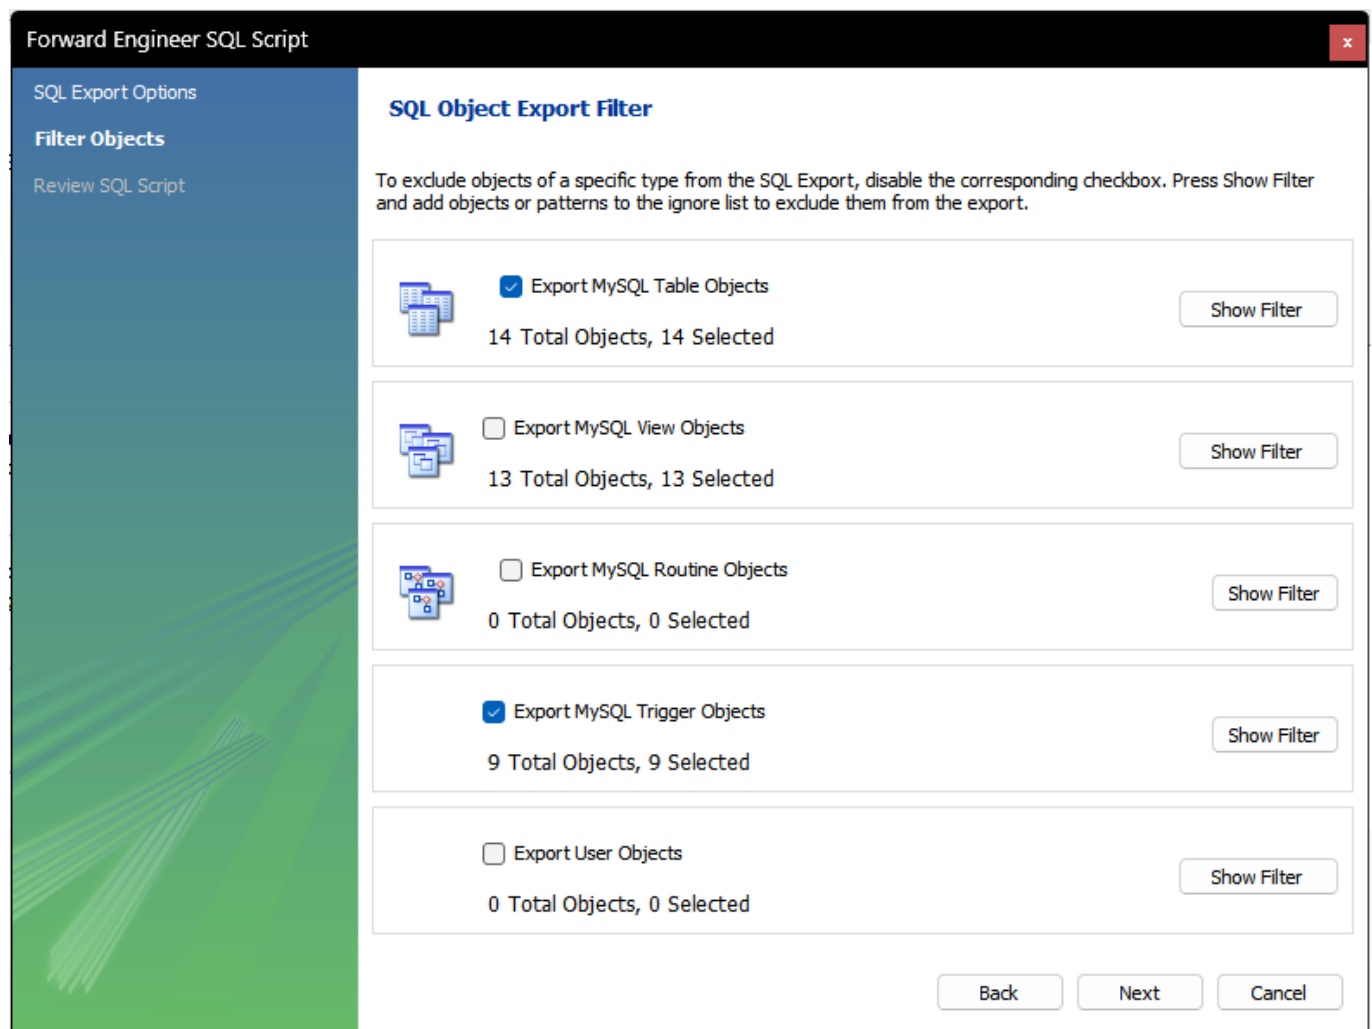 Forward Engineer SQL Script
x
SQL Export Options
Filter Objects
Review SQL Script
SQL Object Export Filter
To exclude objects of a specific type from the SQL Export, disable the corresponding checkbox. Press Show Filter
and add objects or patterns to the ignore list to exclude them from the export.
Export MySQL Table Objects
Show Filter
14 Total Objects, 14 Selected
Export MySQL View Objects
Show Filter
13 Total Objects, 13 Selected
Export MySQL Routine Objects
Show Filter
0 Total Objects, 0 Selected
Export MySQL Trigger Objects
Show Filter
9 Total Objects, 9 Selected
Export User Objects
Show Filter
0 Total Objects, 0 Selected
Back Next Cancel